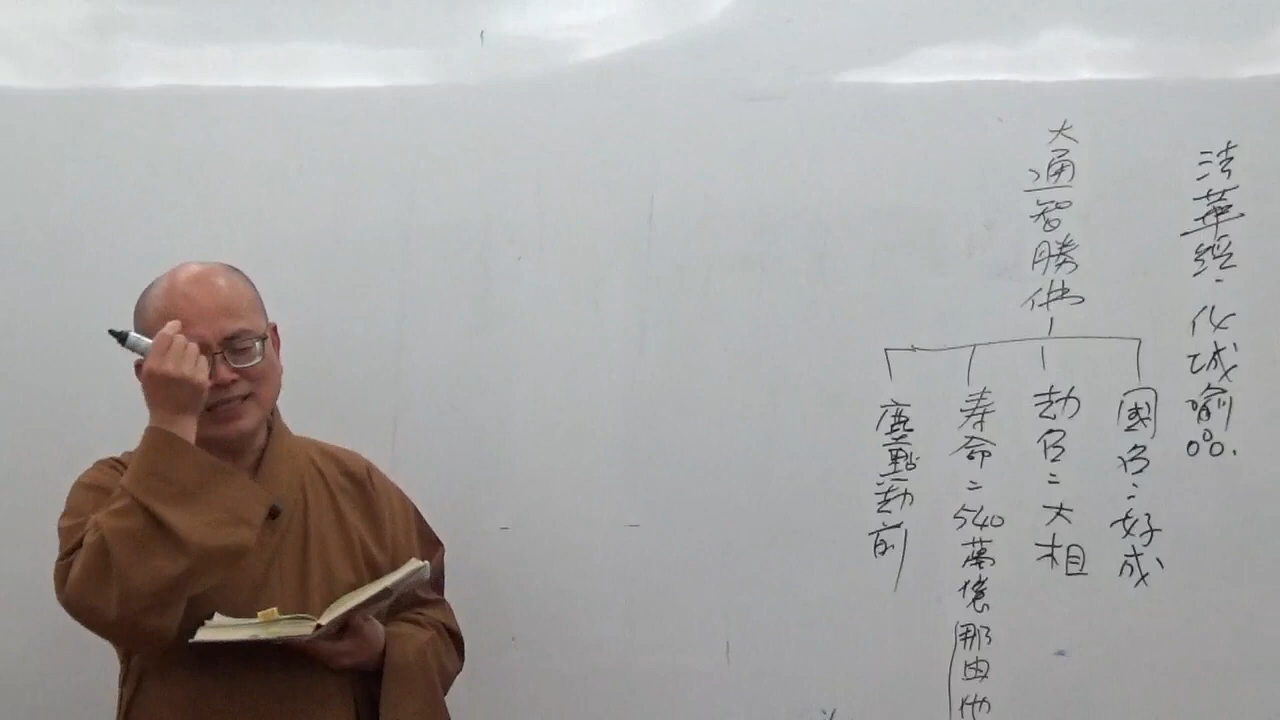 法華經·化城喻品.
大通智勝佛
國名:好成
劫名:大相
寿命:540萬億那由他
塵點劫前